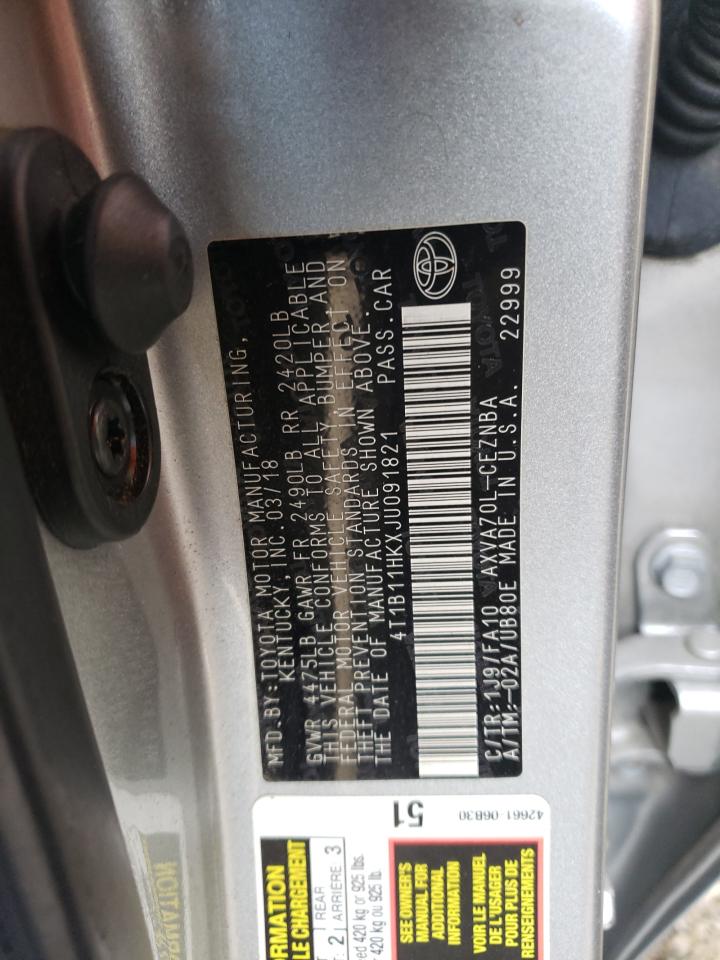 MFD.BY:TOYOTA MOTOR MANUFACTURING,
KENTUCKY, INC. 03/18
GVWR 4475LB GAWR FR 2490LB RR 2420LB
THIS VEHICLE CONFORMS TO ALL APPLICABLE
FEDERAL MOTOR VEHICLE SAFETY, BUMPER AND
THEFT PREVENTION STANDARDS IN EFFECT ON
THE DATE OF MANUFACTURE SHOWN ABOVE.
4T1B11HKXJU091821 PASS.CAR
C/TR:1J9/FA10 AXVA70L-CEZNBA
A/TM:-02A/UB80E MADE IN U.S.A. 22999
TOYOTA
51
42661-06B30
LE CHARGEMENT
REAR
2 ARRIERE 3
420 kg or 925 lbs.
420 kg ou 925 lb.
SEE OWNER'S
MANUAL FOR
ADDITIONAL
INFORMATION
VOIR LE MANUEL
DE L'USAGER
POUR PLUS DE
RENSEIGNEMENTS